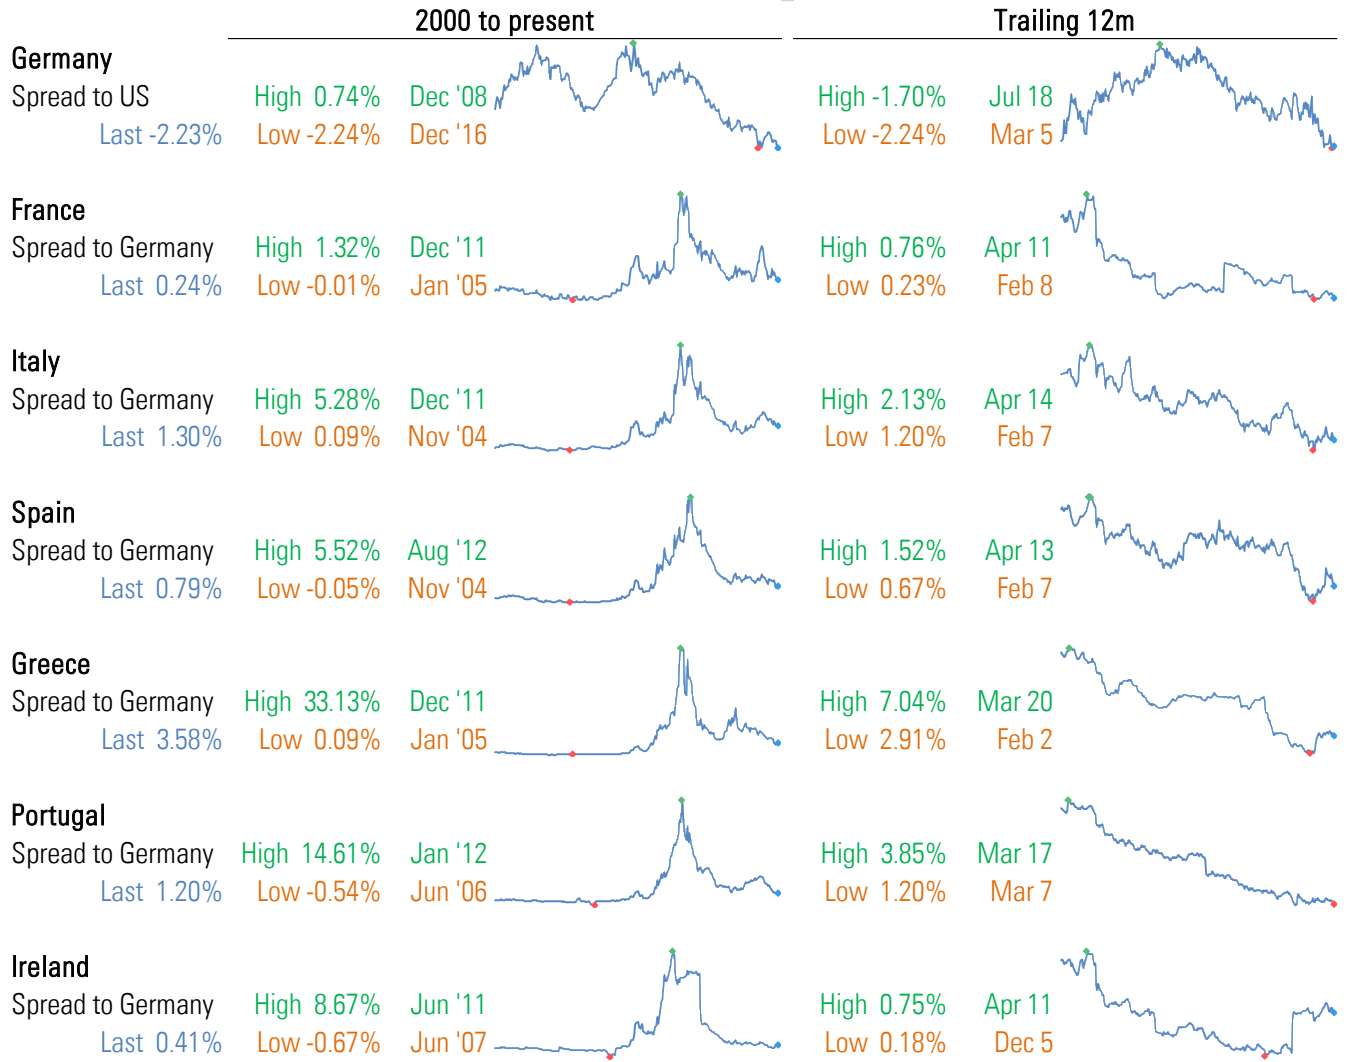 2000 to present Trailing 12m
Germany
Spread to US High 0.74% Dec '08 High -1.70% Jul 18
Last -2.23% Low -2.24% Dec '16 Low -2.24% Mar 5
France
Spread to Germany High 1.32% Dec '11 High 0.76% Apr 11
Last 0.24% Low -0.01% Jan '05 Low 0.23% Feb 8
Italy
Spread to Germany High 5.28% Dec '11 High 2.13% Apr 14
Last 1.30% Low 0.09% Nov '04 Low 1.20% Feb 7
Spain
Spread to Germany High 5.52% Aug '12 High 1.52% Apr 13
Last 0.79% Low -0.05% Nov '04 Low 0.67% Feb 7
Greece
Spread to Germany High 33.13% Dec '11 High 7.04% Mar 20
Last 3.58% Low 0.09% Jan '05 Low 2.91% Feb 2
Portugal
Spread to Germany High 14.61% Jan '12 High 3.85% Mar 17
Last 1.20% Low -0.54% Jun '06 Low 1.20% Mar 7
Ireland
Spread to Germany High 8.67% Jun '11 High 0.75% Apr 11
Last 0.41% Low -0.67% Jun '07 Low 0.18% Dec 5